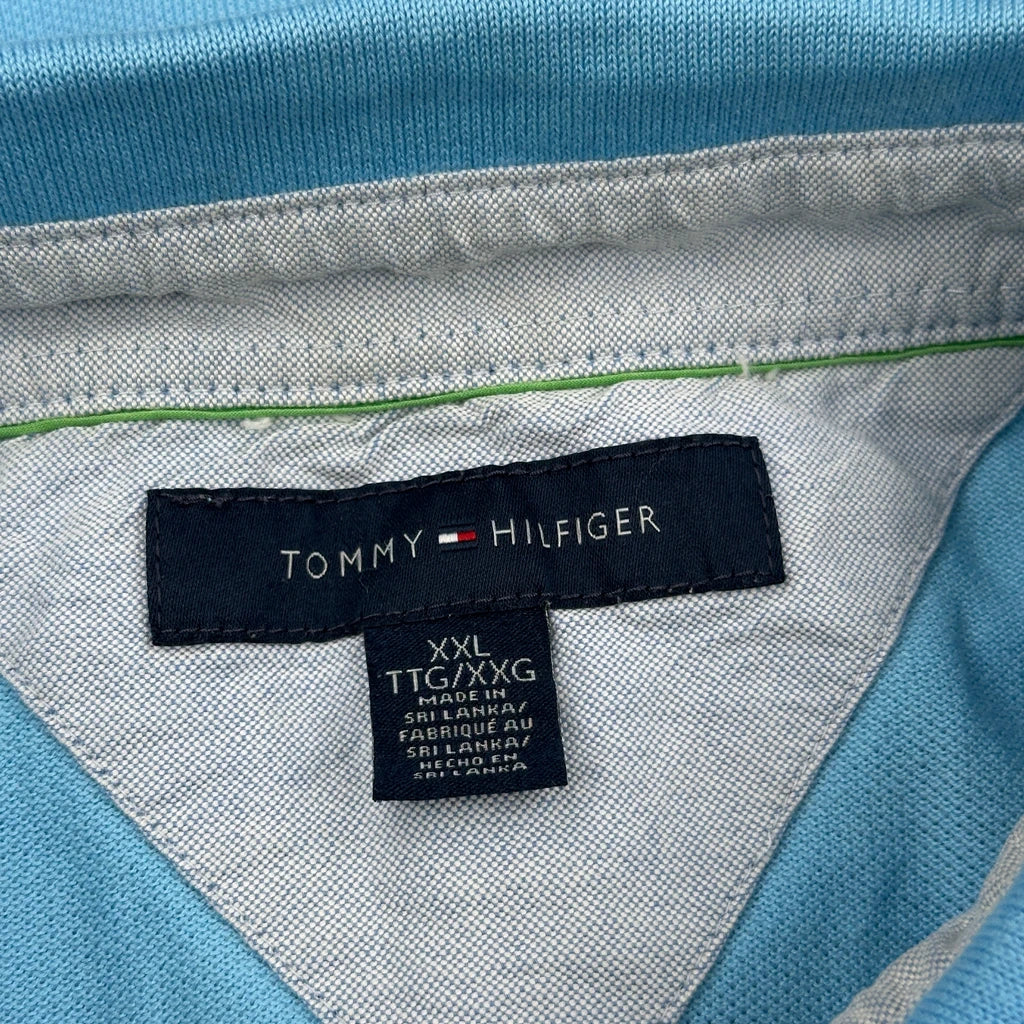 TOMMY HILFIGER
XXL
TTG/XXG
MADE IN
SRI LANKA/
FABRIQUÉ AU
SRI LANKA/
HECHO EN
SRI LANKA